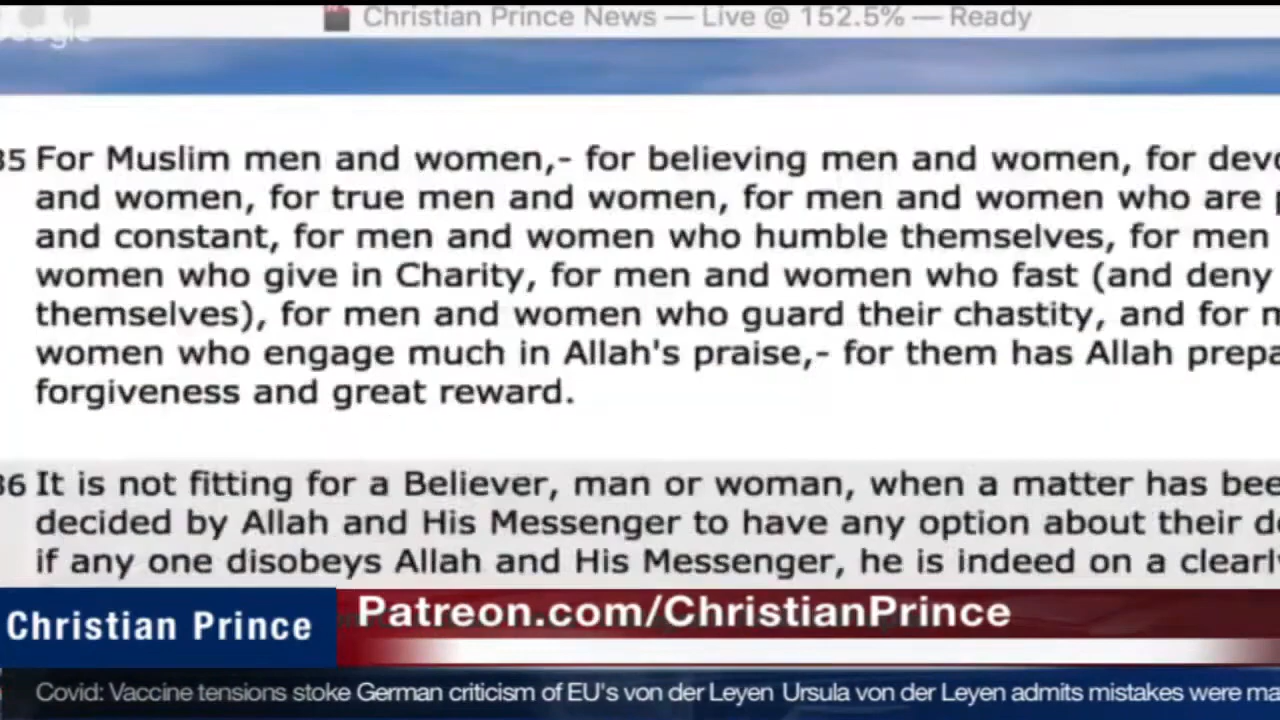 Christian Prince News — Live @ 152.5% — Ready
Google
35 For Muslim men and women,- for believing men and women, for
and women, for true men and women, for men and women who are
and constant, for men and women who humble themselves, for men
women who give in Charity, for men and women who fast (and deny
themselves), for men and women who guard their chastity, and for
women who engage much in Allah's praise,- for them has Allah
forgiveness and great reward.
36 It is not fitting for a Believer, man or woman, when a matter has
decided by Allah and His Messenger to have any option about their
if any one disobeys Allah and His Messenger, he is indeed on a
Patreon.com/ChristianPrince
Christian Prince
Covid: Vaccine tensions stoke German criticism of EU's von der Leyen Ursula von der Leyen admits mistakes were